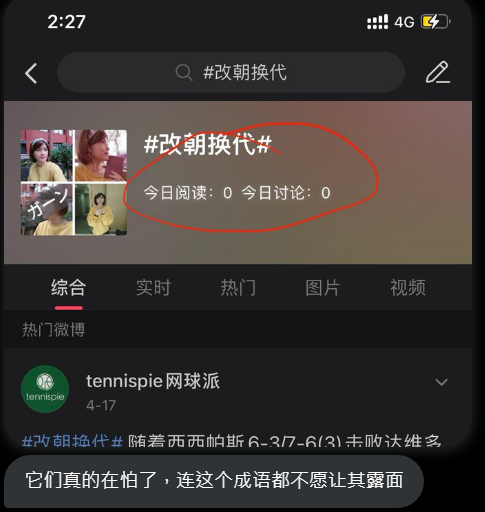 2:27
4G
#改朝换代
#改朝换代#
ガーン
今日阅读：0 今日讨论：0
综合 实时 热门 图片 视频
热门微博
tennispie
tennispie网球派
4-17
#改朝换代# 随着西西帕斯6-3/7-6(3)击败达维多
它们真的在怕了，连这个成语都不愿让其露面